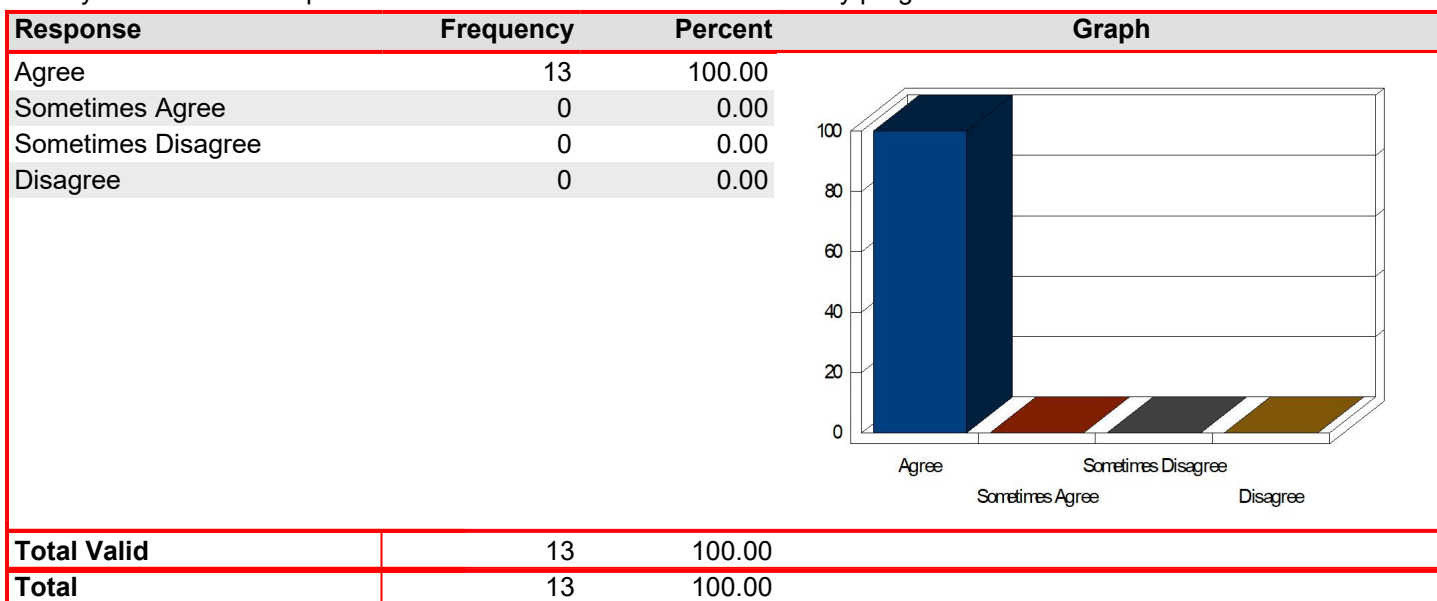 Response Frequency Percent Graph
Agree 13 100.00
Sometimes Agree 0 0.00
Sometimes Disagree 0 0.00
Disagree 0 0.00
100
80
60
40
20
0
Agree Sometimes Disagree
Sometimes Agree Disagree
Total Valid 13 100.00
Total 13 100.00